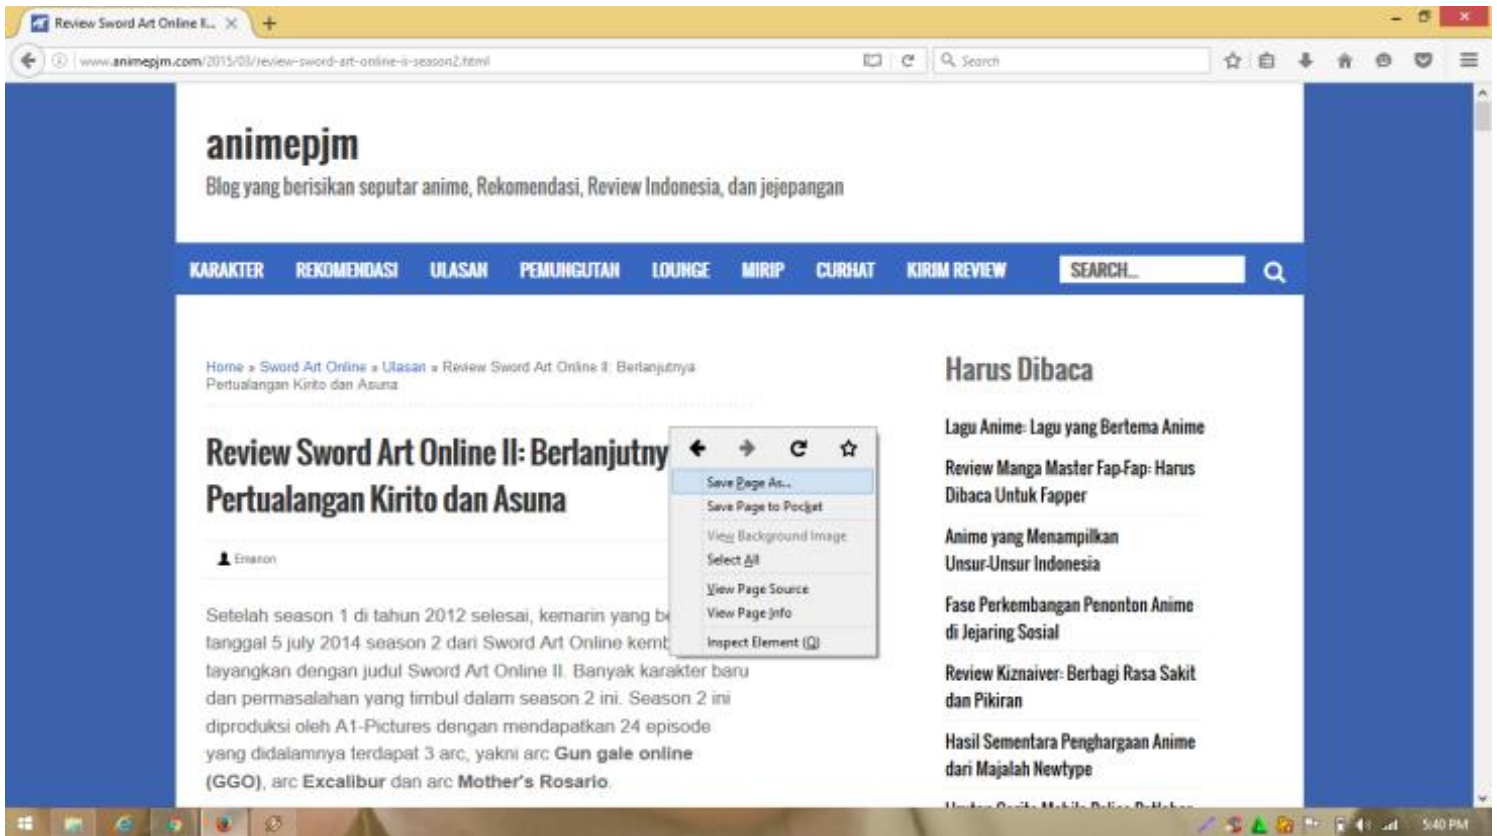 Review Sword Art Online II...
www.animepjm.com/2015/03/review-sword-art-online-ii-season2.html
Search
animepjm
Blog yang berisikan seputar anime, Rekomendasi, Review Indonesia, dan jejepangan
KARAKTER REKOMENDASI ULASAN PEMUNGUTAN LOUNGE MIRIP CURHAT KIRIM REVIEW SEARCH...
Home » Sword Art Online » Ulasan » Review Sword Art Online II: Berlanjutnya
Pertualangan Kirito dan Asuna
Review Sword Art Online II: Berlanjutny
Pertualangan Kirito dan Asuna
Emanon
Setelah season 1 di tahun 2012 selesai, kemarin yang be
tanggal 5 july 2014 season 2 dari Sword Art Online kemb
tayangkan dengan judul Sword Art Online II. Banyak karakter baru
dan permasalahan yang timbul dalam season 2 ini. Season 2 ini
diproduksi oleh A1-Pictures dengan mendapatkan 24 episode
yang didalamnya terdapat 3 arc, yakni arc Gun gale online
(GGO), arc Excalibur dan arc Mother's Rosario.
Save Page As...
Save Page to Pocket
View Background Image
Select All
View Page Source
View Page Info
Inspect Element (Q)
Harus Dibaca
Lagu Anime: Lagu yang Bertema Anime
Review Manga Master Fap-Fap: Harus
Dibaca Untuk Fapper
Anime yang Menampilkan
Unsur-Unsur Indonesia
Fase Perkembangan Penonton Anime
di Jejaring Sosial
Review Kiznaiver: Berbagi Rasa Sakit
dan Pikiran
Hasil Sementara Penghargaan Anime
dari Majalah Newtype
5:40 PM